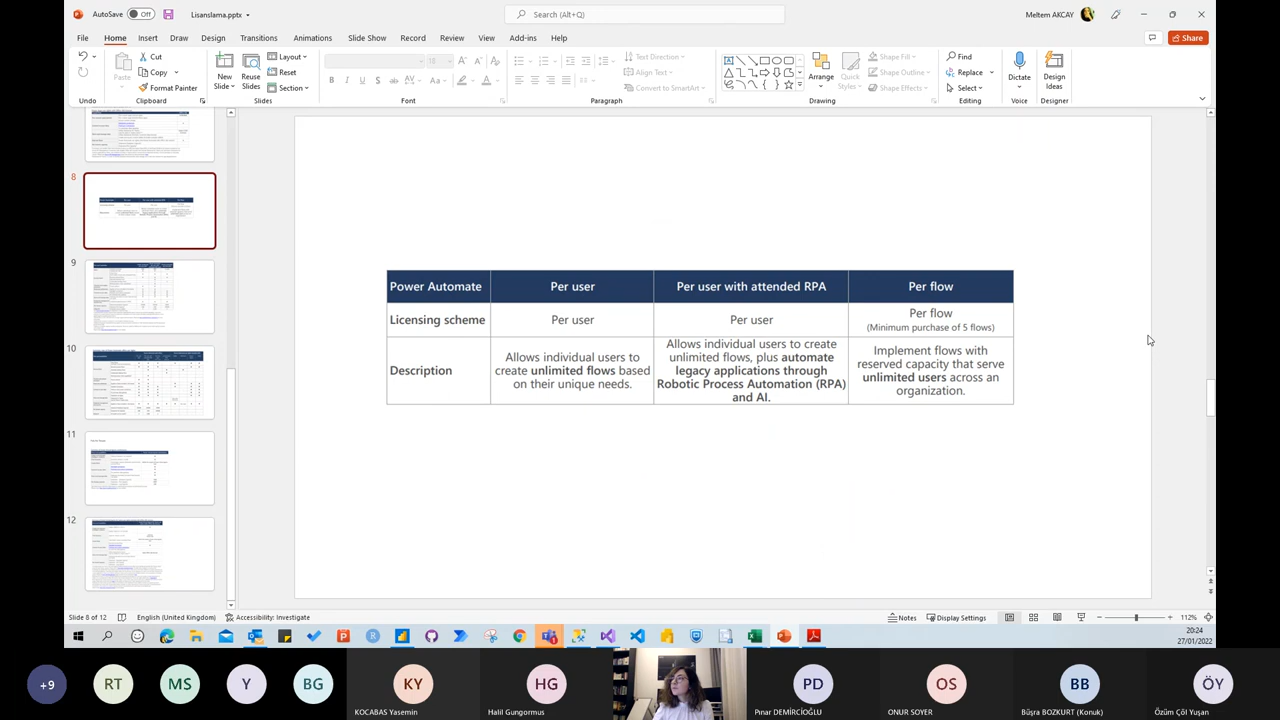 AutoSave Off Lisanslama.pptx Search (Alt+Q) Meltem AKCAY
File Home Insert Draw Design Transitions Animations Slide Show Record Review View Add-ins Help Share
Paste Cut Copy Format Painter
New Slide Reuse Slides Layout Reset Section
Text Direction Align Text Convert to SmartArt
Arrange Quick Styles Shape Fill Shape Outline Shape Effects
Find Replace Select
Dictate Design Ideas
Undo Clipboard Slides Font Paragraph Drawing Editing Voice Designer
8
9
10
11
12
Power Automate Per user Per user with attended RPA Per flow
Licening scheme Per user Per user Per flow
(Minimum purchase of 5 flows)
Description
Allows individual users to
create unlimited flows based
on their unique needs.
Allows individual users to create
unlimited flows, plus automate
legacy applications through
Robotic Process Automation (RPA)
and AI.
Implement flows with
reserved capacity that serve
unlimited users across an
organization.
Slide 8 of 12 English (United Kingdom) Accessibility: Investigate Notes Display Settings 112%
20:24
27/01/2022
+9 RT MS Y BG KY HG PD OS BB ÖY
KOCABAS Yasemin Halil Gungormus Pınar DEMİRCİOĞLU ONUR SOYER Büşra BOZKURT (Konuk) Özüm Çöl Yuşan